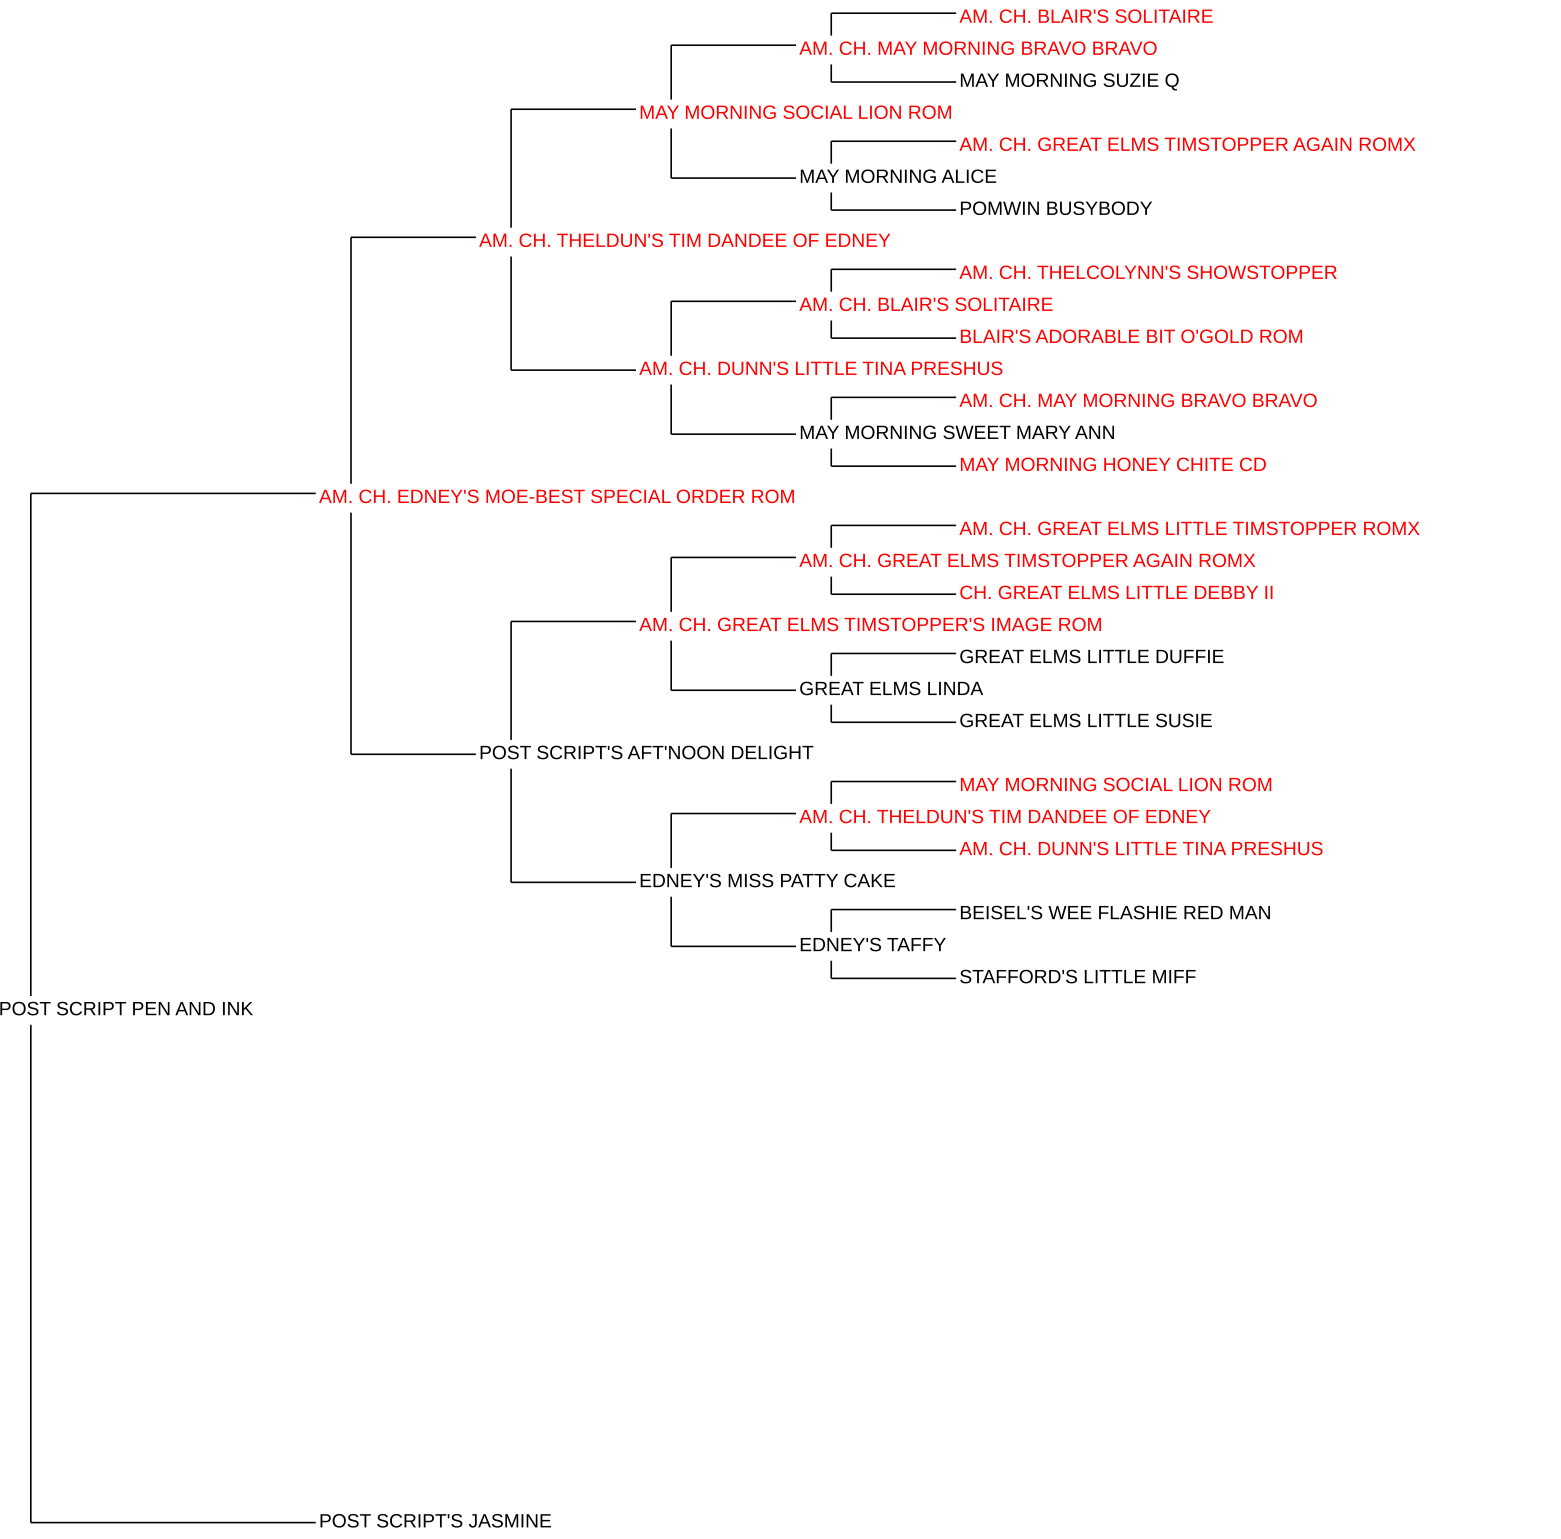 AM. CH. BLAIR'S SOLITAIRE
AM. CH. MAY MORNING BRAVO BRAVO
MAY MORNING SUZIE Q
MAY MORNING SOCIAL LION ROM
AM. CH. GREAT ELMS TIMSTOPPER AGAIN ROMX
MAY MORNING ALICE
POMWIN BUSYBODY
AM. CH. THELDUN'S TIM DANDEE OF EDNEY
AM. CH. THELCOLYNN'S SHOWSTOPPER
AM. CH. BLAIR'S SOLITAIRE
BLAIR'S ADORABLE BIT O'GOLD ROM
AM. CH. DUNN'S LITTLE TINA PRESHUS
AM. CH. MAY MORNING BRAVO BRAVO
MAY MORNING SWEET MARY ANN
MAY MORNING HONEY CHITE CD
AM. CH. EDNEY'S MOE-BEST SPECIAL ORDER ROM
AM. CH. GREAT ELMS LITTLE TIMSTOPPER ROMX
AM. CH. GREAT ELMS TIMSTOPPER AGAIN ROMX
CH. GREAT ELMS LITTLE DEBBY II
AM. CH. GREAT ELMS TIMSTOPPER'S IMAGE ROM
GREAT ELMS LITTLE DUFFIE
GREAT ELMS LINDA
GREAT ELMS LITTLE SUSIE
POST SCRIPT'S AFT'NOON DELIGHT
MAY MORNING SOCIAL LION ROM
AM. CH. THELDUN'S TIM DANDEE OF EDNEY
AM. CH. DUNN'S LITTLE TINA PRESHUS
EDNEY'S MISS PATTY CAKE
BEISEL'S WEE FLASHIE RED MAN
EDNEY'S TAFFY
STAFFORD'S LITTLE MIFF
POST SCRIPT PEN AND INK
POST SCRIPT'S JASMINE